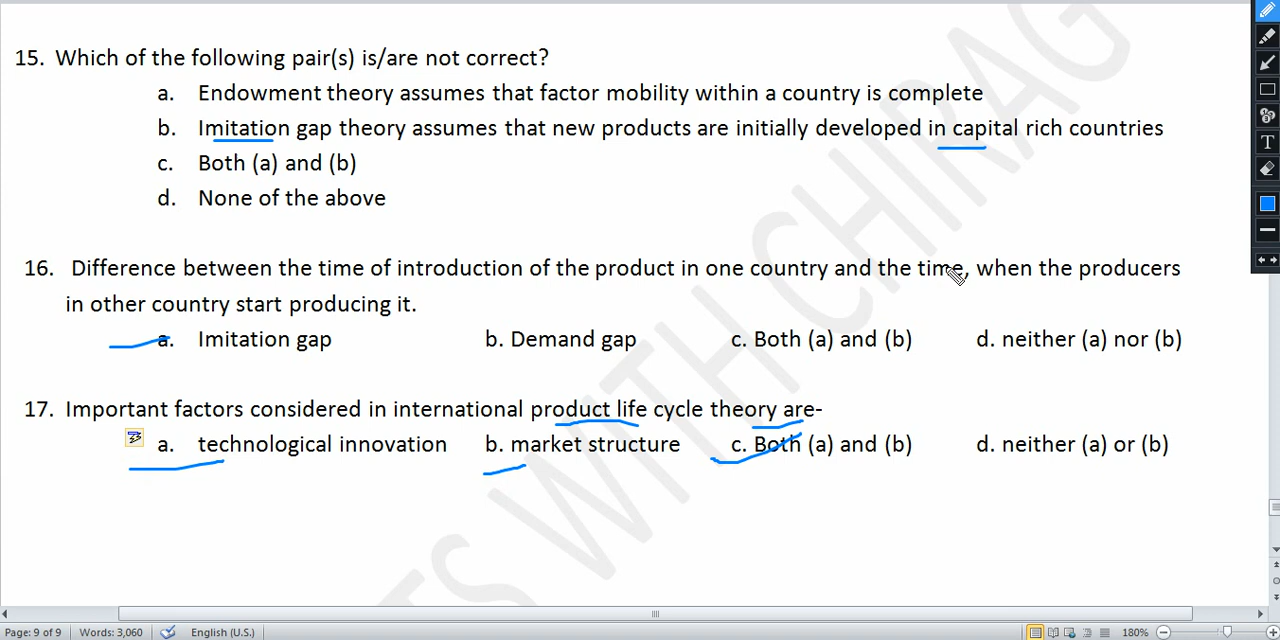 15. Which of the following pair(s) is/are not correct?
a. Endowment theory assumes that factor mobility within a country is complete
b. Imitation gap theory assumes that new products are initially developed in capital rich countries
c. Both (a) and (b)
d. None of the above
16. Difference between the time of introduction of the product in one country and the time, when the producers
in other country start producing it.
a. Imitation gap b. Demand gap c. Both (a) and (b) d. neither (a) nor (b)
17. Important factors considered in international product life cycle theory are-
a. technological innovation b. market structure c. Both (a) and (b) d. neither (a) or (b)
TS WITH CHIRAG
Page: 9 of 9 Words: 3,060 English (U.S.) 180%